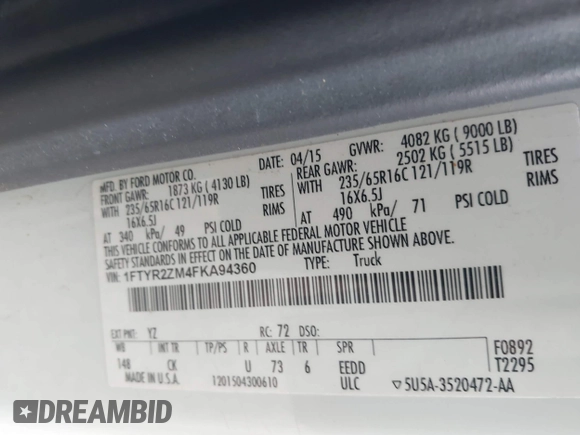 MFD. BY FORD MOTOR CO.
DATE: 04/15
GVWR: 4082 KG ( 9000 LB)
FRONT GAWR: 1873 KG ( 4130 LB)
REAR GAWR: 2502 KG ( 5515 LB)
WITH 235/65R16C 121/119R TIRES
WITH 235/65R16C 121/119R TIRES
16X6.5J RIMS
16X6.5J RIMS
AT 340 kPa/ 49 PSI COLD
AT 490 kPa/ 71 PSI COLD
THIS VEHICLE CONFORMS TO ALL APPLICABLE FEDERAL MOTOR VEHICLE
SAFETY STANDARDS IN EFFECT ON THE DATE OF MANUFACTURE SHOWN ABOVE.
VIN: 1FTYR2ZM4FKA94360
TYPE: Truck
EXT PNT: YZ RC: 72 DSO:
WB INT TR TP/PS R AXLE TR SPR
148 CK U 73 6 EEDD
F0892
T2295
MADE IN U.S.A. 1201504300610 ULC
▽5U5A-3520472-AA
DREAMBID
DREAMBID